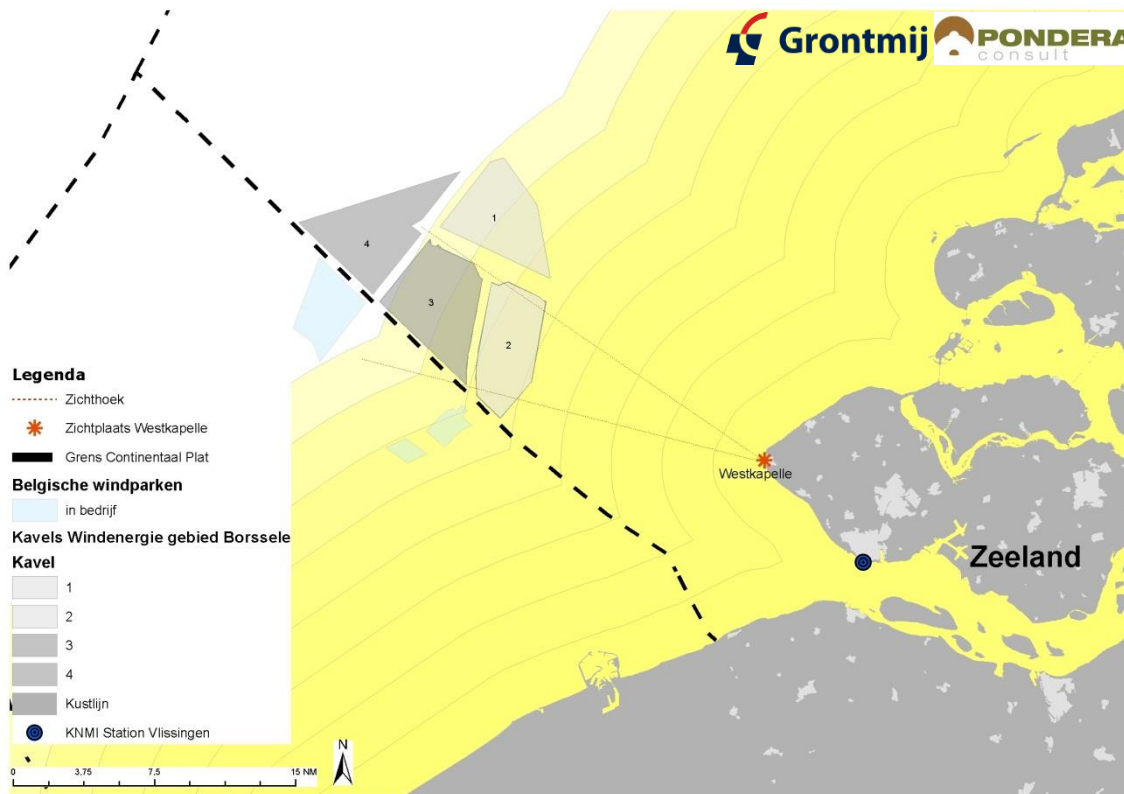 Grontmij
PONDERA
consult
1
4
3
2
Westkapelle
Zeeland
Legenda
Zichthoek
Zichtplaats Westkapelle
Grens Continentaal Plat
Belgische windparken
in bedrijf
Kavels Windenergie gebied Borssele
Kavel
1
2
3
4
Kustlijn
KNMI Station Vlissingen
N
0 3,75 7,5 15 NM